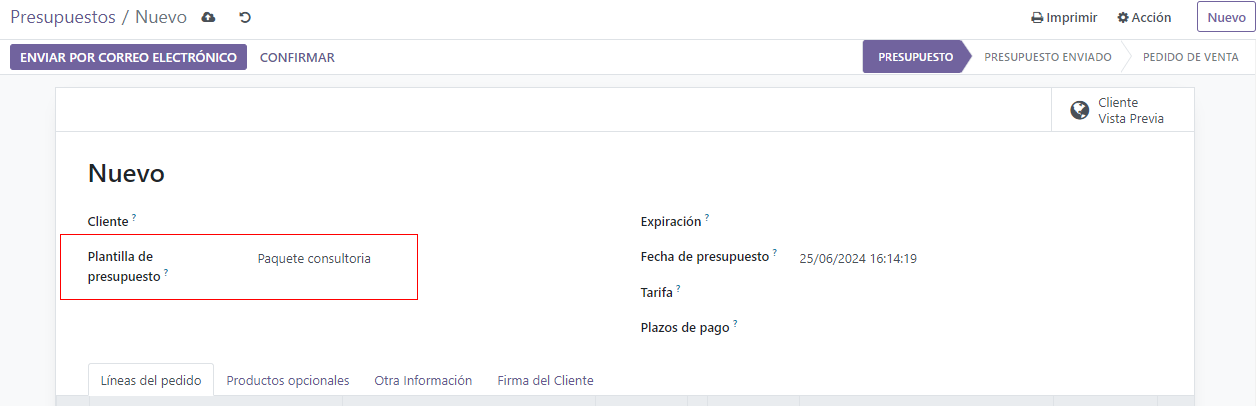 Presupuestos / Nuevo
Imprimir
Acción
Nuevo
ENVIAR POR CORREO ELECTRÓNICO
CONFIRMAR
PRESUPUESTO
PRESUPUESTO ENVIADO
PEDIDO DE VENTA
Cliente
Vista Previa
Nuevo
Cliente ?
Expiración ?
Plantilla de
presupuesto ?
Paquete consultoria
Fecha de presupuesto ?
25/06/2024 16:14:19
Tarifa ?
Plazos de pago ?
Líneas del pedido
Productos opcionales
Otra Información
Firma del Cliente